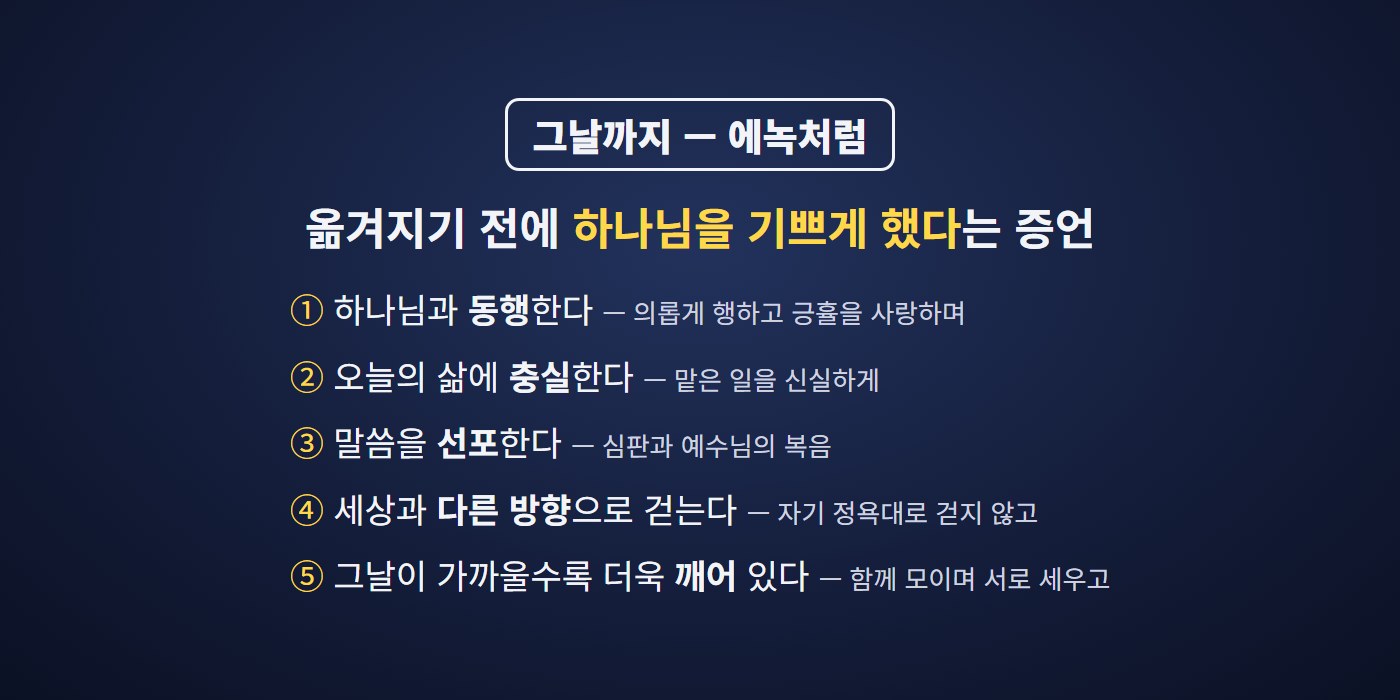 그날까지 — 에녹처럼
옮겨지기 전에 하나님을 기쁘게 했다는 증언
① 하나님과 동행한다 — 의롭게 행하고 긍휼을 사랑하며
② 오늘의 삶에 충실한다 — 맡은 일을 신실하게
③ 말씀을 선포한다 — 심판과 예수님의 복음
④ 세상과 다른 방향으로 걷는다 — 자기 정욕대로 걷지 않고
⑤ 그날이 가까울수록 더욱 깨어 있다 — 함께 모이며 서로 세우고